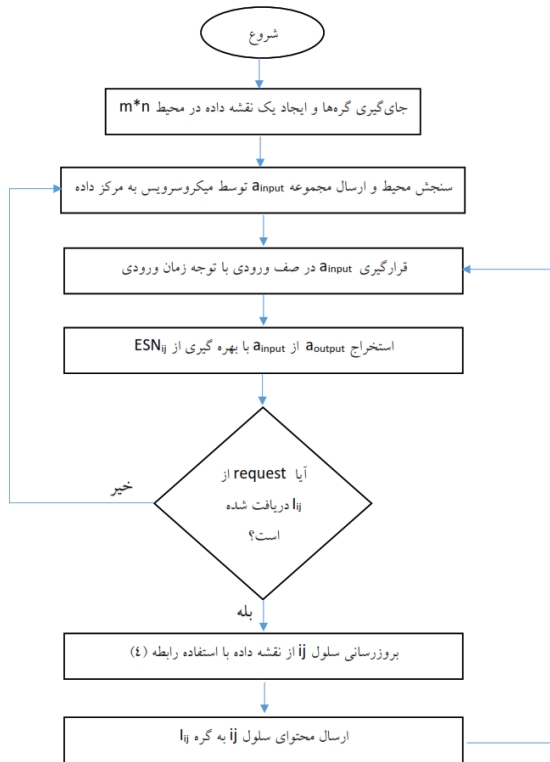 شروع
جای‌گیری گره‌ها و ایجاد یک نقشه داده در محیط m*n
سنجش محیط و ارسال مجموعه ainput توسط میکروسرویس به مرکز داده
قرارگیری ainput در صف ورودی با توجه زمان ورودی
استخراج aoutput از ainput با بهره گیری از ESNij
آیا request از
Iij دریافت شده
است؟
خیر
بله
بروزرسانی سلول ij از نقشه داده با استفاده رابطه (٤)
ارسال محتوای سلول ij به گره Iij